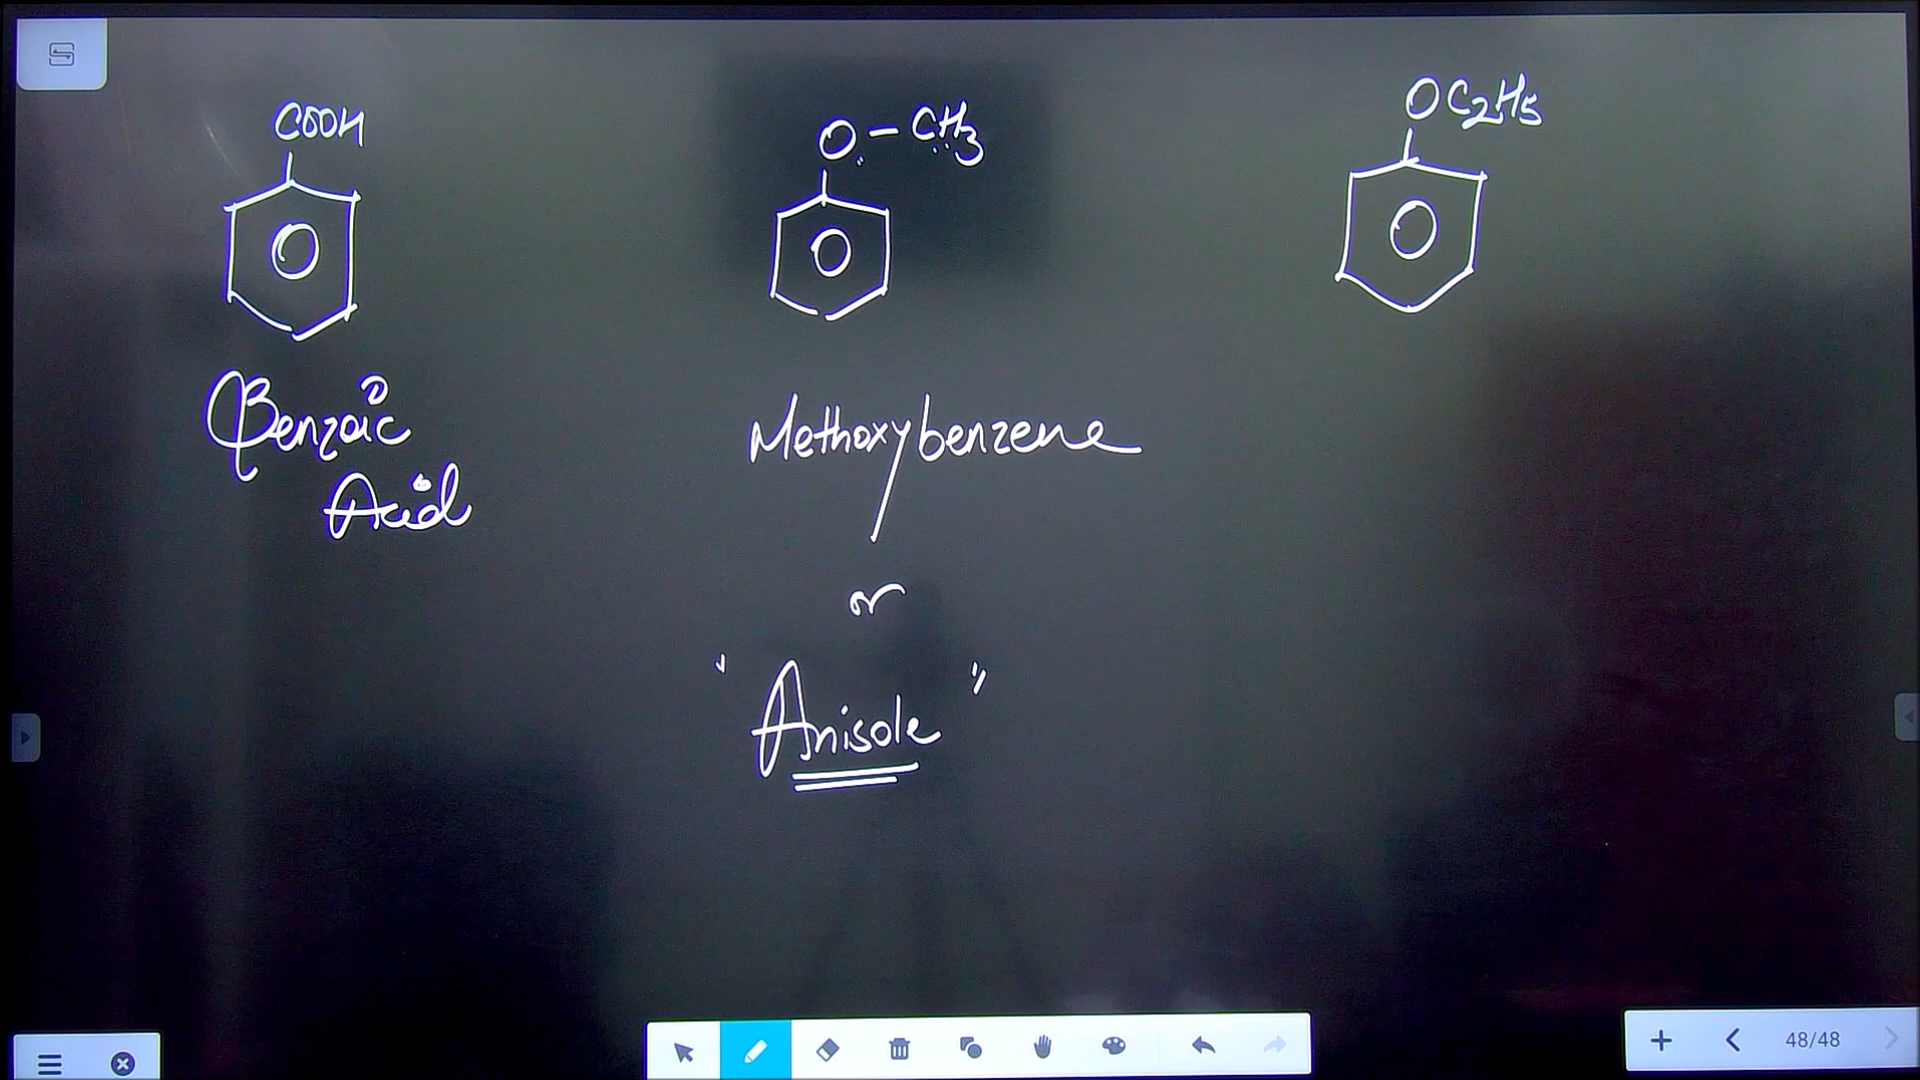 COOH
O-CH3
OC2H5
Benzoic
Acid
Methoxybenzene
or
"Anisole"
48/48